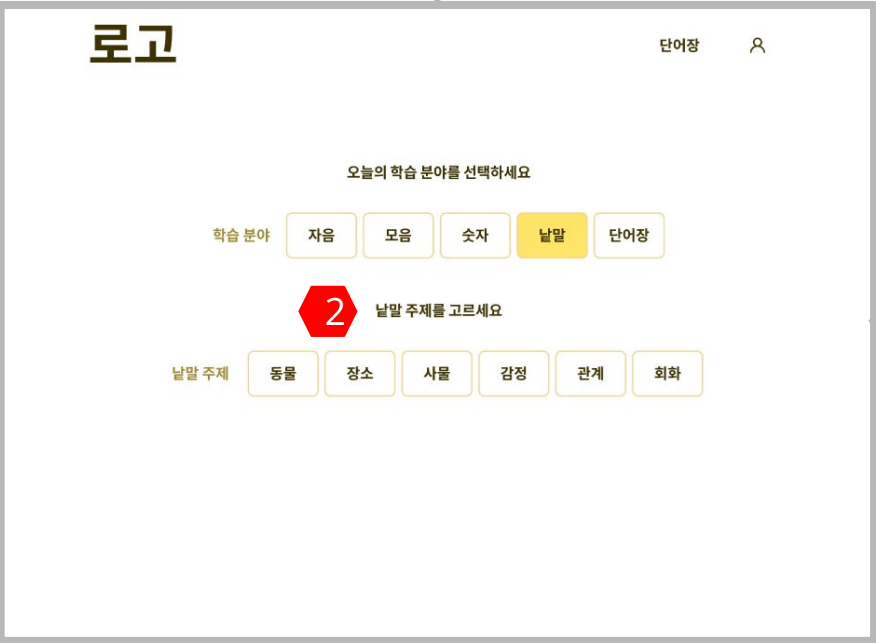 로고
단어장
오늘의 학습 분야를 선택하세요
학습 분야 자음 모음 숫자 낱말 단어장
2 낱말 주제를 고르세요
낱말 주제 동물 장소 사물 감정 관계 회화